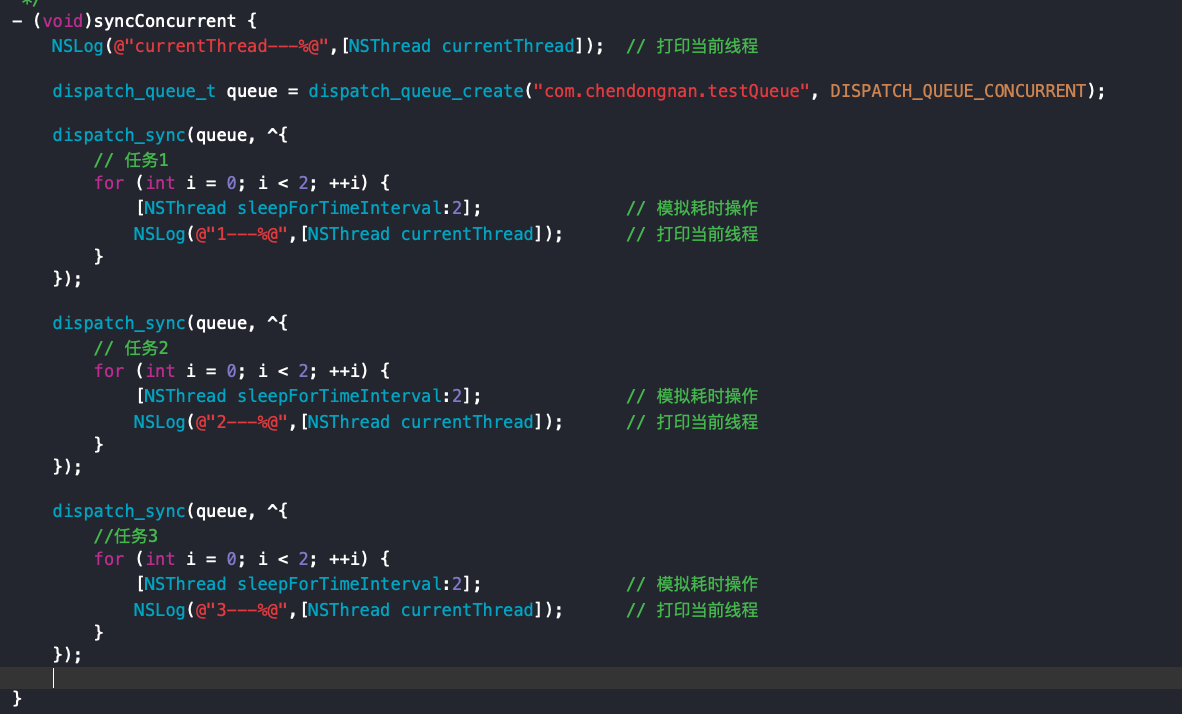 */
- (void)syncConcurrent {
NSLog(@"currentThread---%@",[NSThread currentThread]);  // 打印当前线程
dispatch_queue_t queue = dispatch_queue_create("com.chendongnan.testQueue", DISPATCH_QUEUE_CONCURRENT);
dispatch_sync(queue, ^{
// 任务1
for (int i = 0; i < 2; ++i) {
[NSThread sleepForTimeInterval:2];              // 模拟耗时操作
NSLog(@"1---%@",[NSThread currentThread]);      // 打印当前线程
}
});
dispatch_sync(queue, ^{
// 任务2
for (int i = 0; i < 2; ++i) {
[NSThread sleepForTimeInterval:2];              // 模拟耗时操作
NSLog(@"2---%@",[NSThread currentThread]);      // 打印当前线程
}
});
dispatch_sync(queue, ^{
//任务3
for (int i = 0; i < 2; ++i) {
[NSThread sleepForTimeInterval:2];              // 模拟耗时操作
NSLog(@"3---%@",[NSThread currentThread]);      // 打印当前线程
}
});
}